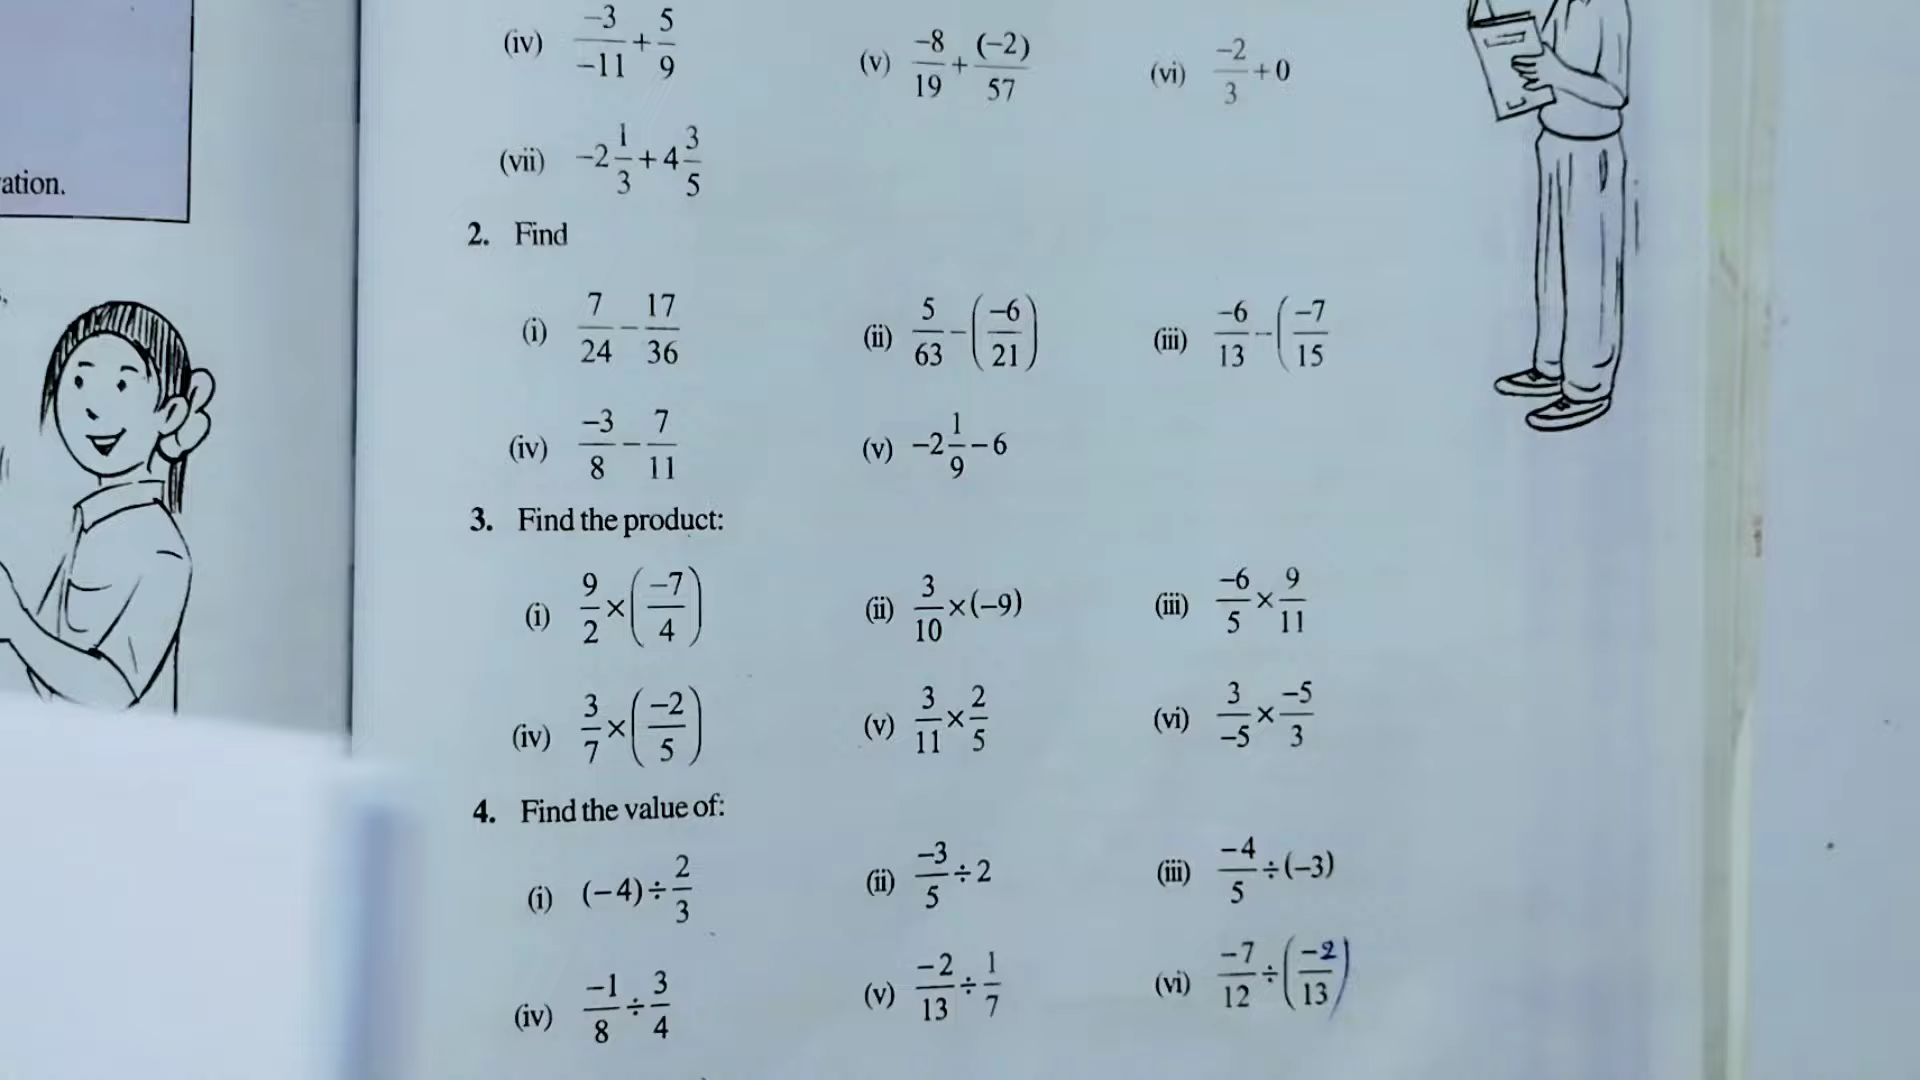 (iv) −3/−11 + 5/9 (v) −8/19 + (−2)/57 (vi) −2/3 + 0
(vii) −2 1/3 + 4 3/5
ation.
2. Find
(i) 7/24 − 17/36 (ii) 5/63 − (−6/21) (iii) −6/13 − (−7/15
(iv) −3/8 − 7/11 (v) −2 1/9 − 6
3. Find the product:
(i) 9/2 × (−7/4) (ii) 3/10 × (−9) (iii) −6/5 × 9/11
(iv) 3/7 × (−2/5) (v) 3/11 × 2/5 (vi) 3/−5 × −5/3
4. Find the value of:
(i) (−4) ÷ 2/3 (ii) −3/5 ÷ 2 (iii) −4/5 ÷ (−3)
(iv) −1/8 ÷ 3/4 (v) −2/13 ÷ 1/7 (vi) −7/12 ÷ (−2/13)